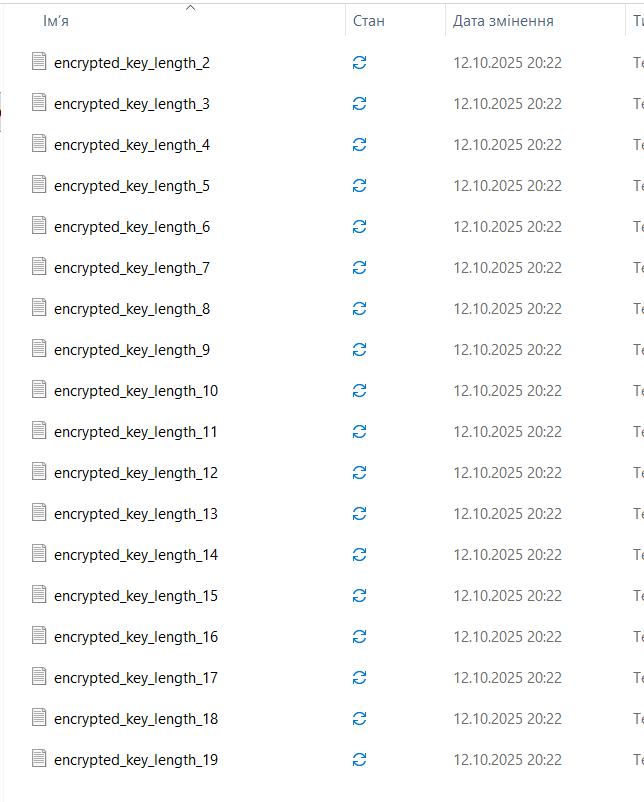 Ім'я Стан Дата змінення
encrypted_key_length_2 12.10.2025 20:22
encrypted_key_length_3 12.10.2025 20:22
encrypted_key_length_4 12.10.2025 20:22
encrypted_key_length_5 12.10.2025 20:22
encrypted_key_length_6 12.10.2025 20:22
encrypted_key_length_7 12.10.2025 20:22
encrypted_key_length_8 12.10.2025 20:22
encrypted_key_length_9 12.10.2025 20:22
encrypted_key_length_10 12.10.2025 20:22
encrypted_key_length_11 12.10.2025 20:22
encrypted_key_length_12 12.10.2025 20:22
encrypted_key_length_13 12.10.2025 20:22
encrypted_key_length_14 12.10.2025 20:22
encrypted_key_length_15 12.10.2025 20:22
encrypted_key_length_16 12.10.2025 20:22
encrypted_key_length_17 12.10.2025 20:22
encrypted_key_length_18 12.10.2025 20:22
encrypted_key_length_19 12.10.2025 20:22